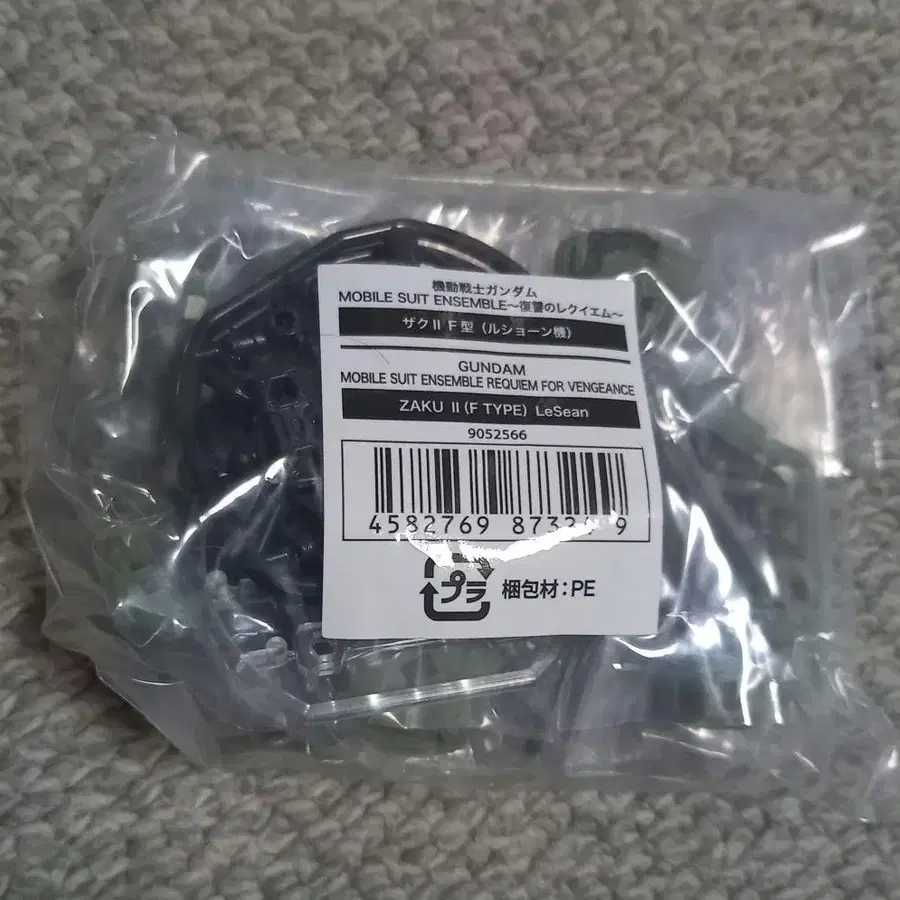 機動戦士ガンダム
MOBILE SUIT ENSEMBLE～復讐のレクイエム～
ザクⅡ F型（ルショーン機）
GUNDAM
MOBILE SUIT ENSEMBLE REQUIEM FOR VENGEANCE
ZAKU Ⅱ (F TYPE) LeSean
9052566
4582769
プラ 梱包材：PE